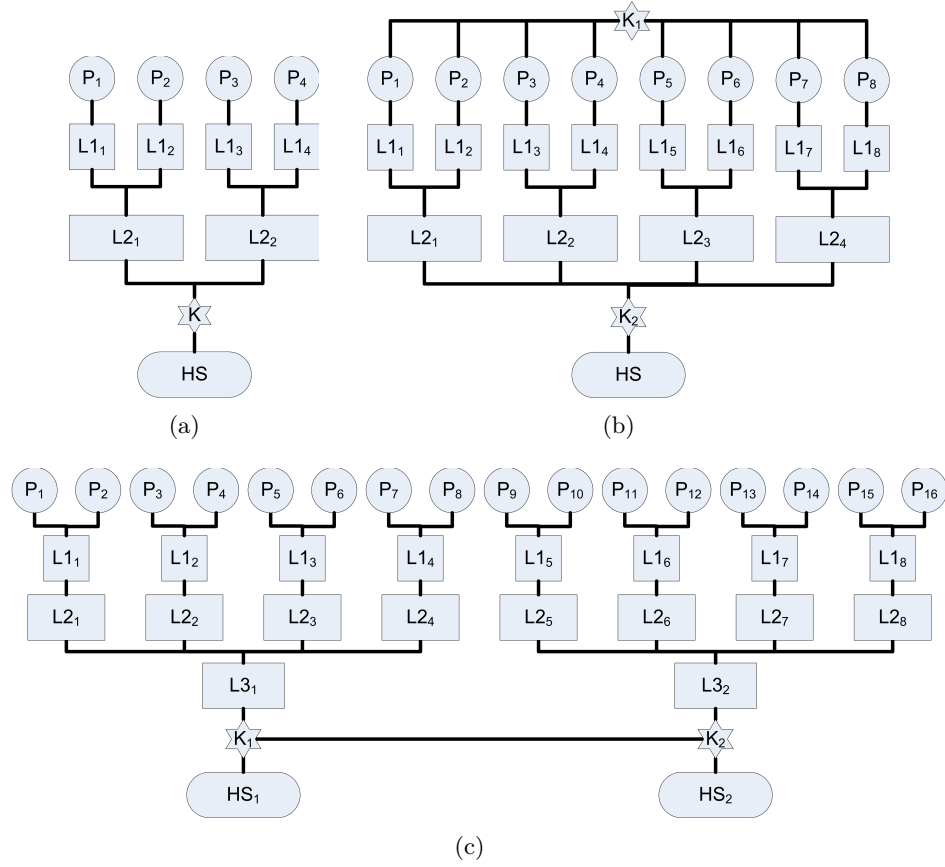 K₁
P₁ P₂ P₃ P₄ P₁ P₂ P₃ P₄ P₅ P₆ P₇ P₈
L1₁ L1₂ L1₃ L1₄ L1₁ L1₂ L1₃ L1₄ L1₅ L1₆ L1₇ L1₈
L2₁ L2₂ L2₁ L2₂ L2₃ L2₄
K K₂
HS HS
(a) (b)
P₁ P₂ P₃ P₄ P₅ P₆ P₇ P₈ P₉ P₁₀ P₁₁ P₁₂ P₁₃ P₁₄ P₁₅ P₁₆
L1₁ L1₂ L1₃ L1₄ L1₅ L1₆ L1₇ L1₈
L2₁ L2₂ L2₃ L2₄ L2₅ L2₆ L2₇ L2₈
L3₁ L3₂
K₁ K₂
HS₁ HS₂
(c)